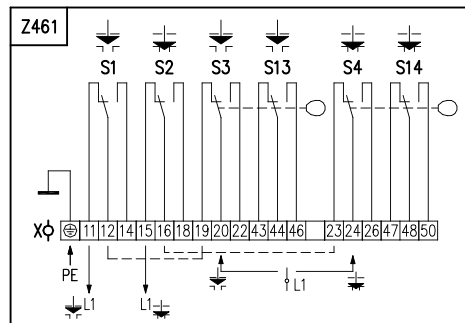 Z461
S1 S2 S3 S13 S4 S14
X 11 12 14 15 16 18 19 20 22 43 44 46 23 24 26 47 48 50
PE
L1 L1 L1